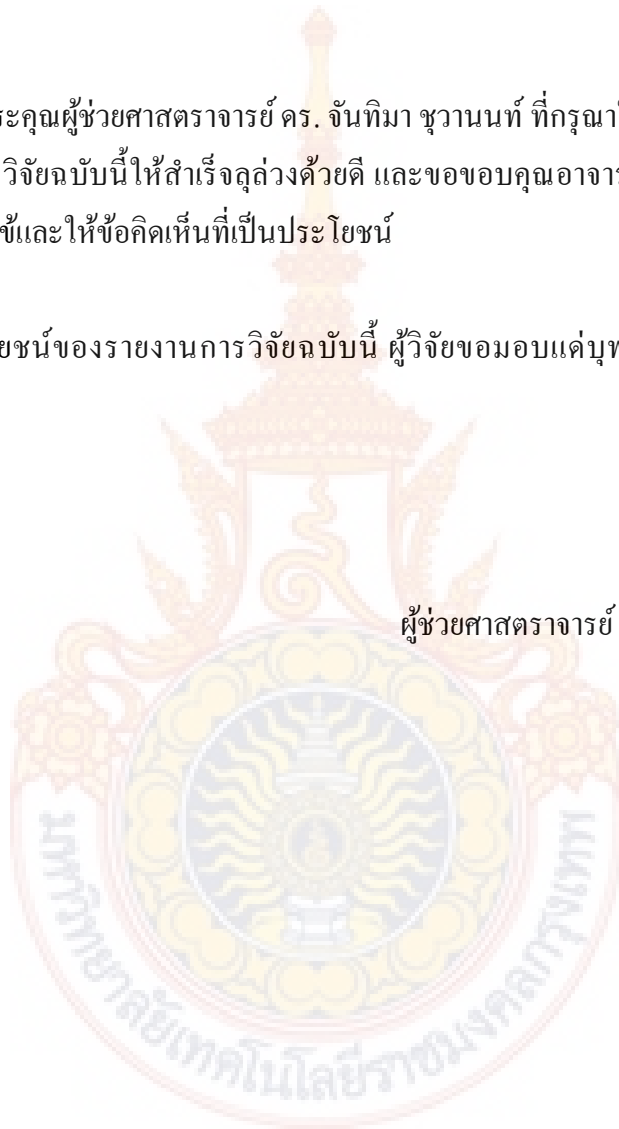 ระคุณผู้ช่วยศาสตราจารย์ ดร. จันทิมา ชุวานนท์ ที่กรุณา
วิจัยฉบับนี้ให้สำเร็จลุล่วงด้วยดี และขอขอบคุณอาจาร
ข้และให้ข้อคิดเห็นที่เป็นประโยชน์
ยชน์ของรายงานการวิจัยฉบับนี้ ผู้วิจัยขอมอบแด่บุพ
ผู้ช่วยศาสตราจารย์
มหาวิทยาลัยเทคโนโลยีราชมงคลกรุงเทพ